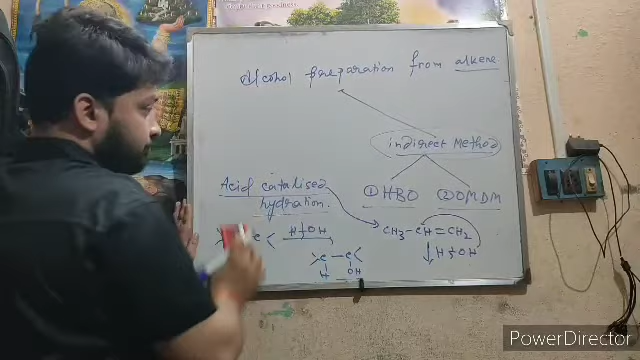 Alcohol preparation from alkene
indirect Method
① HBO ② OMDM
Acid catalised
hydration.
CH3-CH=CH2
H+OH
C
H+OH
>C-C<
H OH
PowerDirector